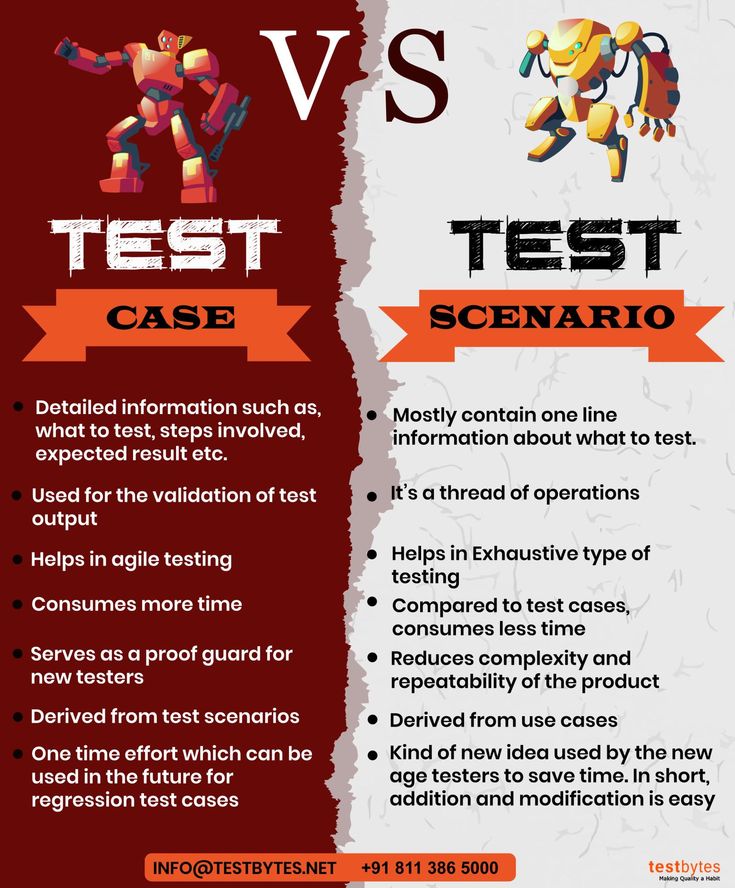 VS
TEST
CASE
Detailed information such as,
what to test, steps involved,
expected result etc.
Used for the validation of test
output
Helps in agile testing
Consumes more time
Serves as a proof guard for
new testers
Derived from test scenarios
One time effort which can be
used in the future for
regression test cases
TEST
SCENARIO
Mostly contain one line
information about what to test.
It's a thread of operations
Helps in Exhaustive type of
testing
Compared to test cases,
consumes less time
Reduces complexity and
repeatability of the product
Derived from use cases
Kind of new idea used by the new
age testers to save time. In short,
addition and modification is easy
INFO@TESTBYTES.NET +91 811 386 5000
testbytes
Making Quality a Habit